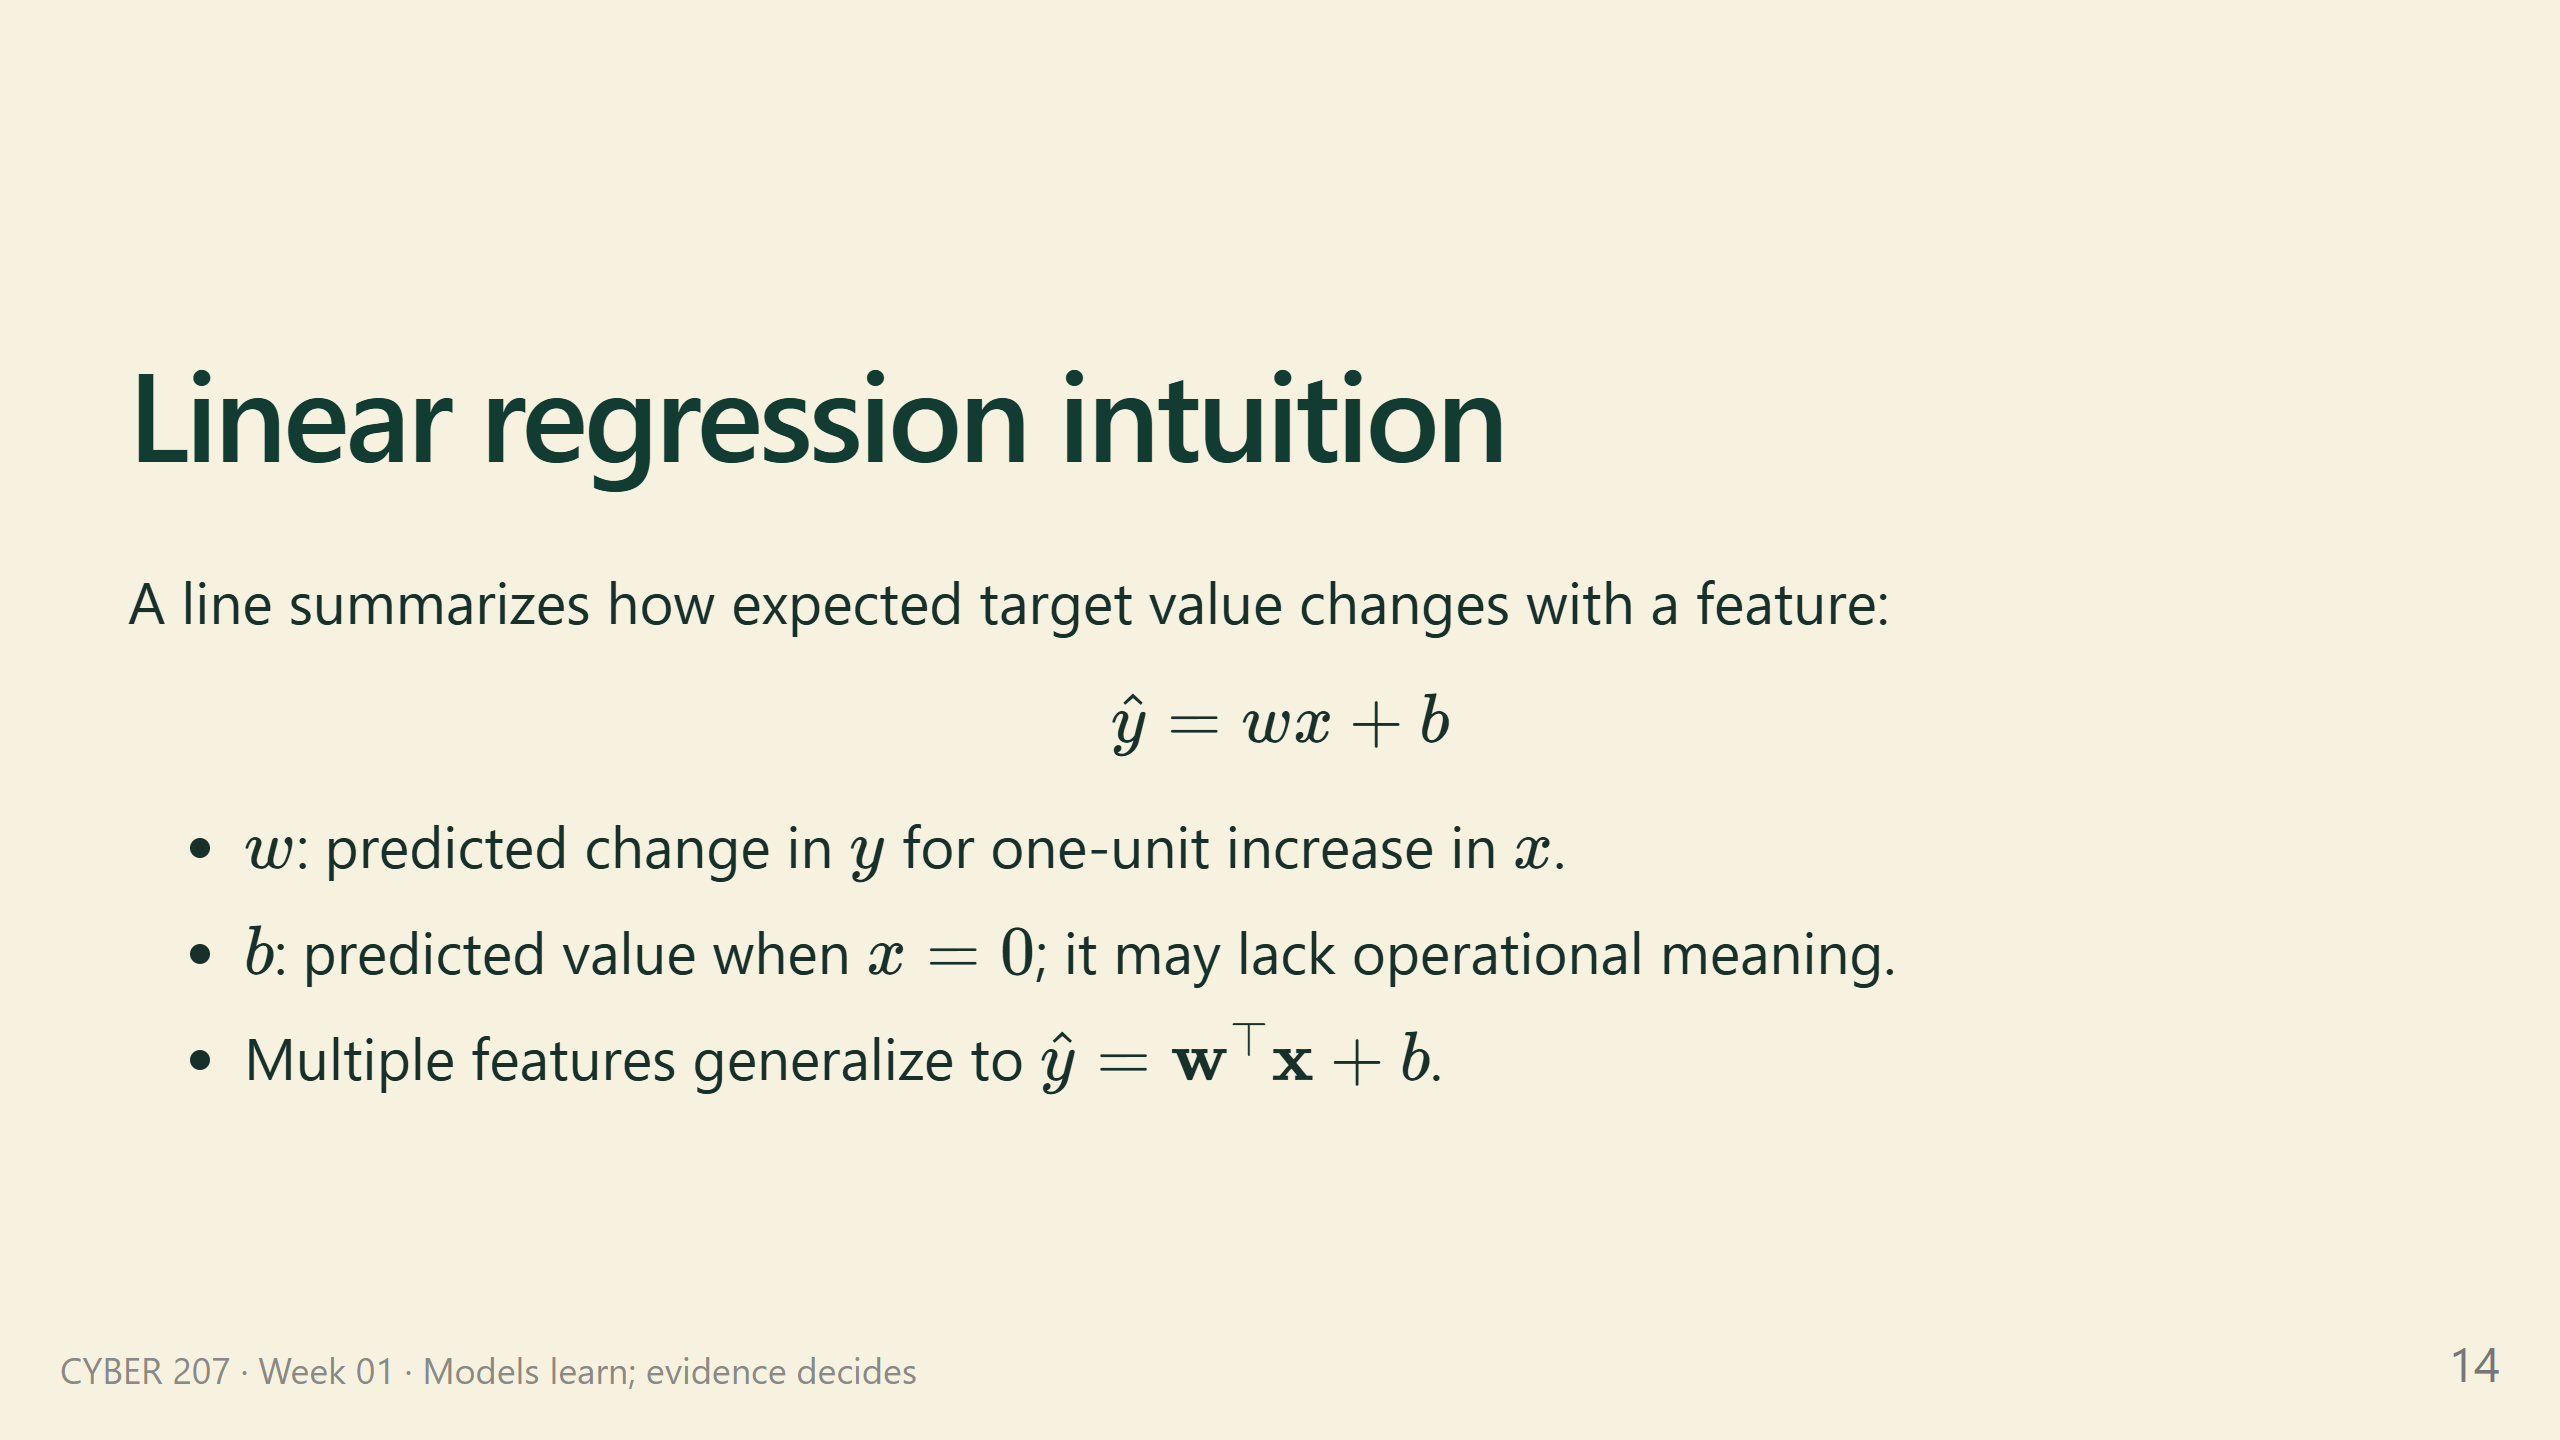 Linear regression intuition
A line summarizes how expected target value changes with a feature:
ŷ = wx + b
• w: predicted change in y for one-unit increase in x.
• b: predicted value when x = 0; it may lack operational meaning.
• Multiple features generalize to ŷ = w⊤x + b.
CYBER 207 · Week 01 · Models learn; evidence decides
14